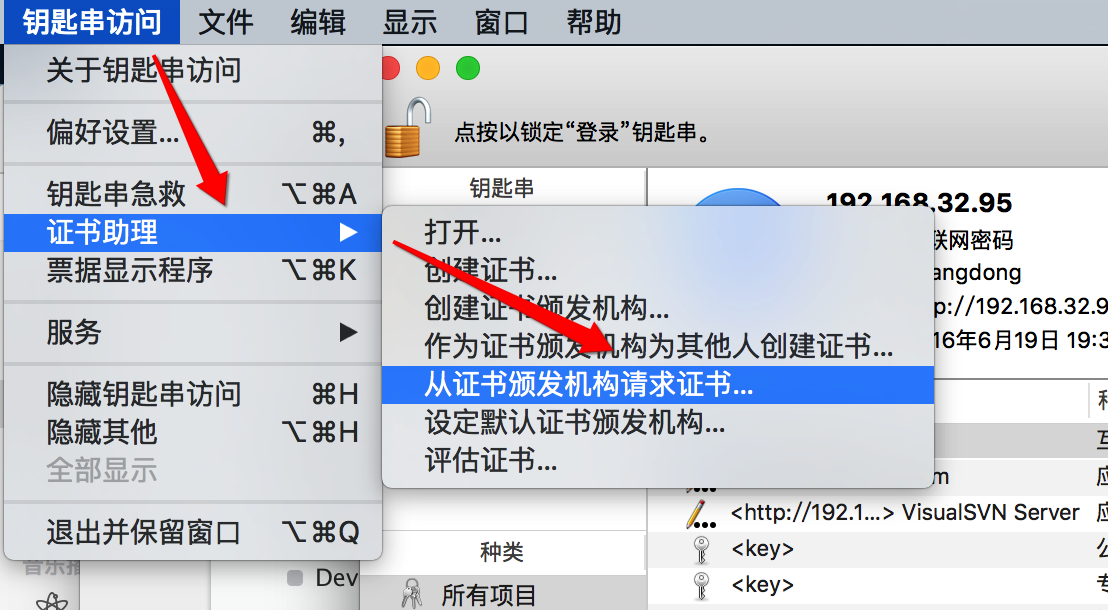 钥匙串访问 文件 编辑 显示 窗口 帮助
关于钥匙串访问
偏好设置... ⌘,
钥匙串急救 ⌥⌘A
证书助理 ▶
票据显示程序 ⌥⌘K
服务 ▶
隐藏钥匙串访问 ⌘H
隐藏其他 ⌥⌘H
全部显示
退出并保留窗口 ⌥⌘Q
打开...
创建证书...
创建证书颁发机构...
作为证书颁发机构为其他人创建证书...
从证书颁发机构请求证书...
设定默认证书颁发机构...
评估证书...
点按以锁定“登录”钥匙串。
钥匙串
192.168.32.95
联网密码
angdong
p://192.168.32.9
16年6月19日 19:3
m
<http://192.1...> VisualSVN Server
<key>
<key>
种类
所有项目
Dev